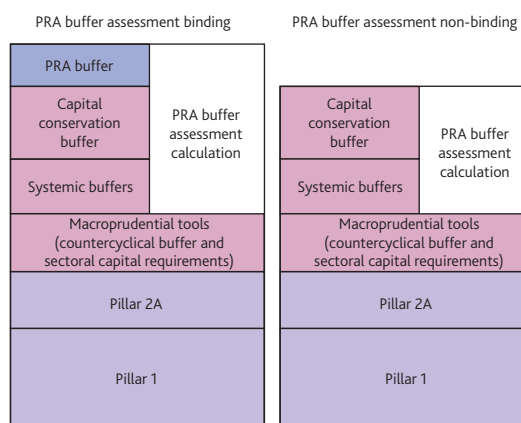 PRA buffer assessment binding
PRA buffer
Capital
conservation
buffer
Systemic buffers
PRA buffer
assessment
calculation
Macroprudential tools
(countercyclical buffer and
sectoral capital requirements)
Pillar 2A
Pillar 1
PRA buffer assessment non-binding
Capital
conservation
buffer
Systemic buffers
PRA buffer
assessment
calculation
Macroprudential tools
(countercyclical buffer and
sectoral capital requirements)
Pillar 2A
Pillar 1